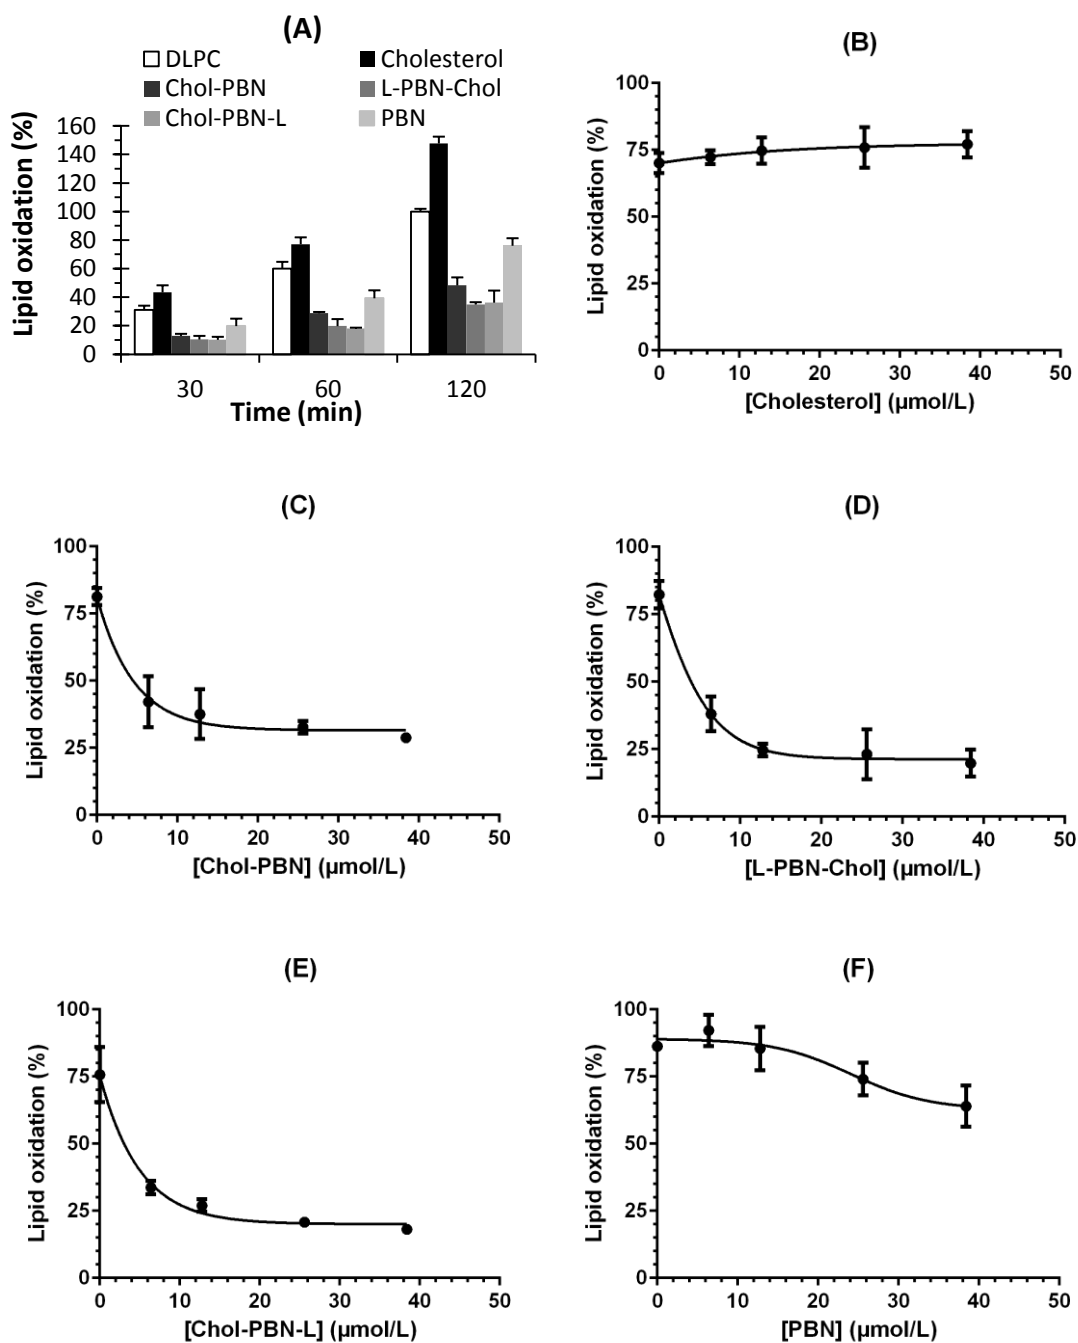 (A)
DLPC Cholesterol
Chol-PBN L-PBN-Chol
Chol-PBN-L PBN
Lipid oxidation (%)
160
140
120
100
80
60
40
20
0
30 60 120
Time (min)
(B)
Lipid oxidation (%)
100
75
50
25
0
0 10 20 30 40 50
[Cholesterol] (µmol/L)
(C)
Lipid oxidation (%)
100
75
50
25
0
0 10 20 30 40 50
[Chol-PBN] (µmol/L)
(D)
Lipid oxidation (%)
100
75
50
25
0
0 10 20 30 40 50
[L-PBN-Chol] (µmol/L)
(E)
Lipid oxidation (%)
100
75
50
25
0
0 10 20 30 40 50
[Chol-PBN-L] (µmol/L)
(F)
Lipid oxidation (%)
100
75
50
25
0
0 10 20 30 40 50
[PBN] (µmol/L)